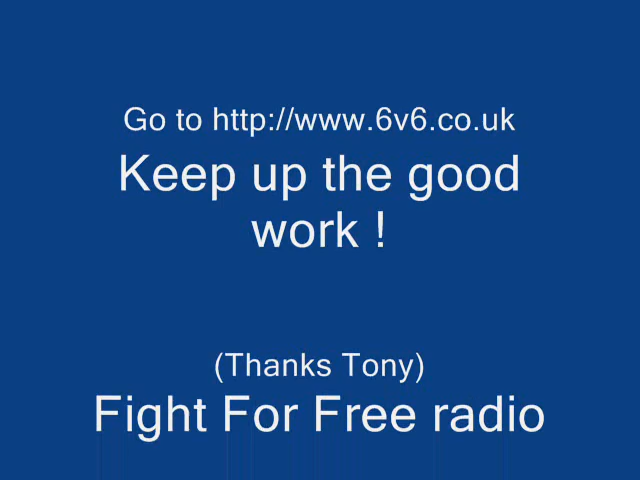 Go to http://www.6v6.co.uk
Keep up the good
work !
(Thanks Tony)
Fight For Free radio